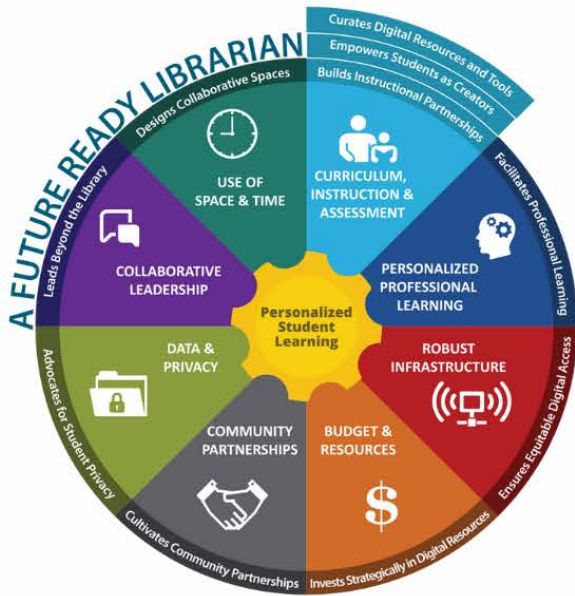 A FUTURE READY LIBRARIAN
Curates Digital Resources and Tools
Empowers Students as Creators
Builds Instructional Partnerships
CURRICULUM,
INSTRUCTION &
ASSESSMENT
Facilitates Professional Learning
PERSONALIZED
PROFESSIONAL
LEARNING
Ensures Equitable Digital Access
ROBUST
INFRASTRUCTURE
Invests Strategically in Digital Resources
BUDGET &
RESOURCES
$
Cultivates Community Partnerships
COMMUNITY
PARTNERSHIPS
Advocates for Student Privacy
DATA &
PRIVACY
Leads Beyond the Library
COLLABORATIVE
LEADERSHIP
Designs Collaborative Spaces
USE OF
SPACE & TIME
Personalized
Student
Learning